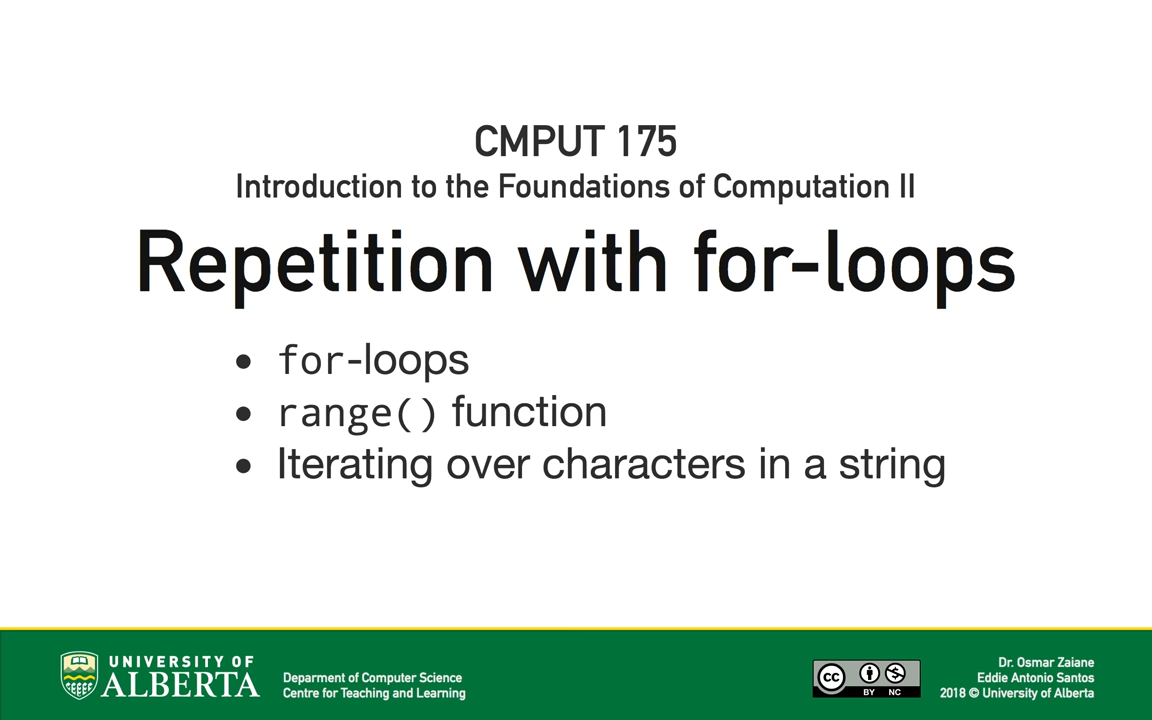 CMPUT 175
Introduction to the Foundations of Computation II
Repetition with for-loops
• for-loops
• range() function
• Iterating over characters in a string
UNIVERSITY OF
ALBERTA
Deparment of Computer Science
Centre for Teaching and Learning
cc
BY NC
Dr. Osmar Zaiane
Eddie Antonio Santos
2018 © University of Alberta